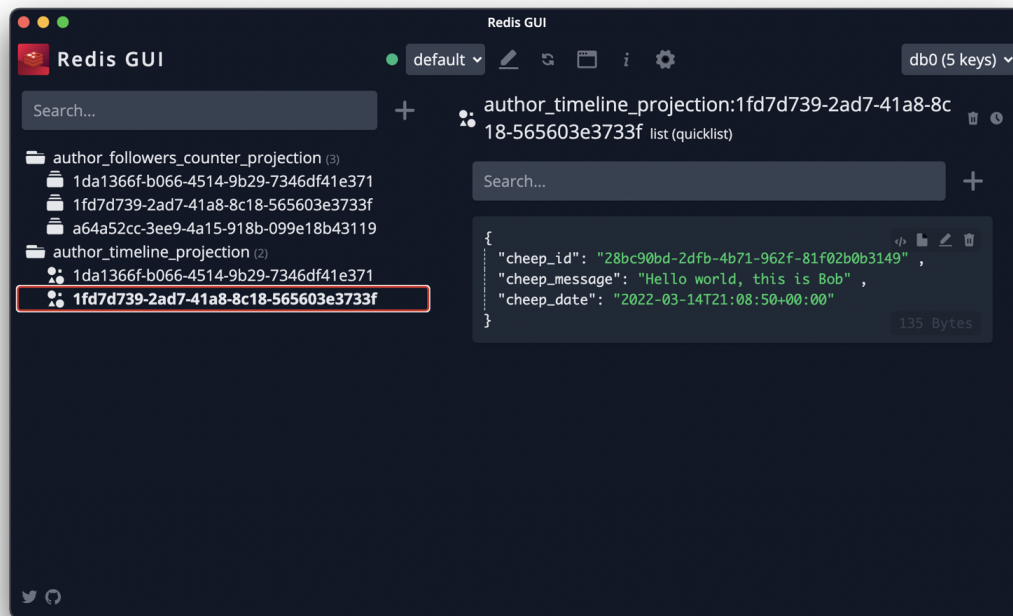 Redis GUI
Redis GUI
default
db0 (5 keys)
Search...
author_followers_counter_projection (3)
1da1366f-b066-4514-9b29-7346df41e371
1fd7d739-2ad7-41a8-8c18-565603e3733f
a64a52cc-3ee9-4a15-918b-099e18b43119
author_timeline_projection (2)
1da1366f-b066-4514-9b29-7346df41e371
1fd7d739-2ad7-41a8-8c18-565603e3733f
author_timeline_projection:1fd7d739-2ad7-41a8-8c
18-565603e3733f list (quicklist)
Search...
{
"cheep_id": "28bc90bd-2dfb-4b71-962f-81f02b0b3149" ,
"cheep_message": "Hello world, this is Bob" ,
"cheep_date": "2022-03-14T21:08:50+00:00"
}
135 Bytes